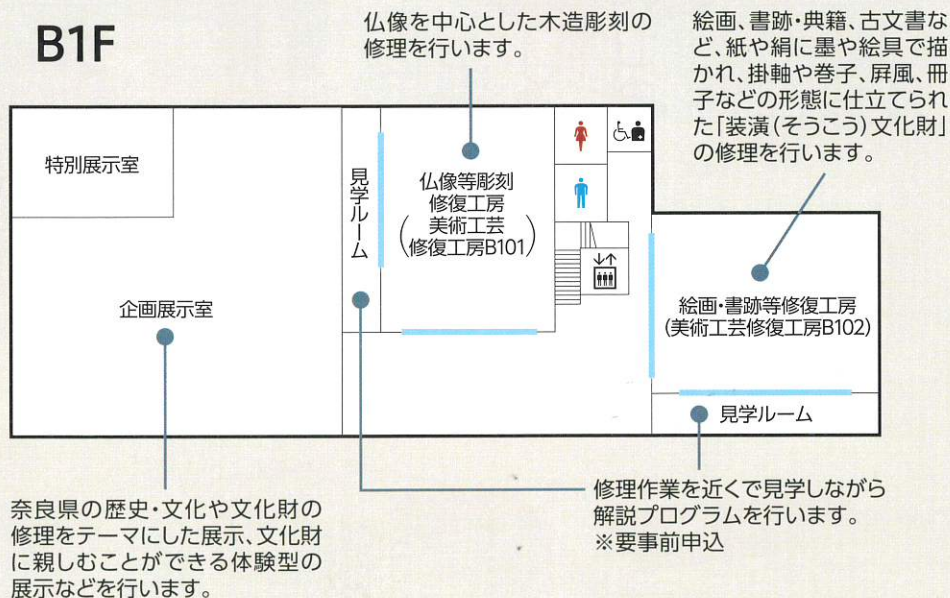 B1F
仏像を中心とした木造彫刻の
修理を行います。
絵画、書跡・典籍、古文書な
ど、紙や絹に墨や絵具で描
かれ、掛軸や巻子、屏風、冊
子などの形態に仕立てられ
た「装潢(そうこう)文化財」
の修理を行います。
特別展示室
見学ルーム
仏像等彫刻
修復工房
美術工芸
(修復工房B101)
企画展示室
絵画・書跡等修復工房
(美術工芸修復工房B102)
見学ルーム
奈良県の歴史・文化や文化財の
修理をテーマにした展示、文化財
に親しむことができる体験型の
展示などを行います。
修理作業を近くで見学しながら
解説プログラムを行います。
※要事前申込